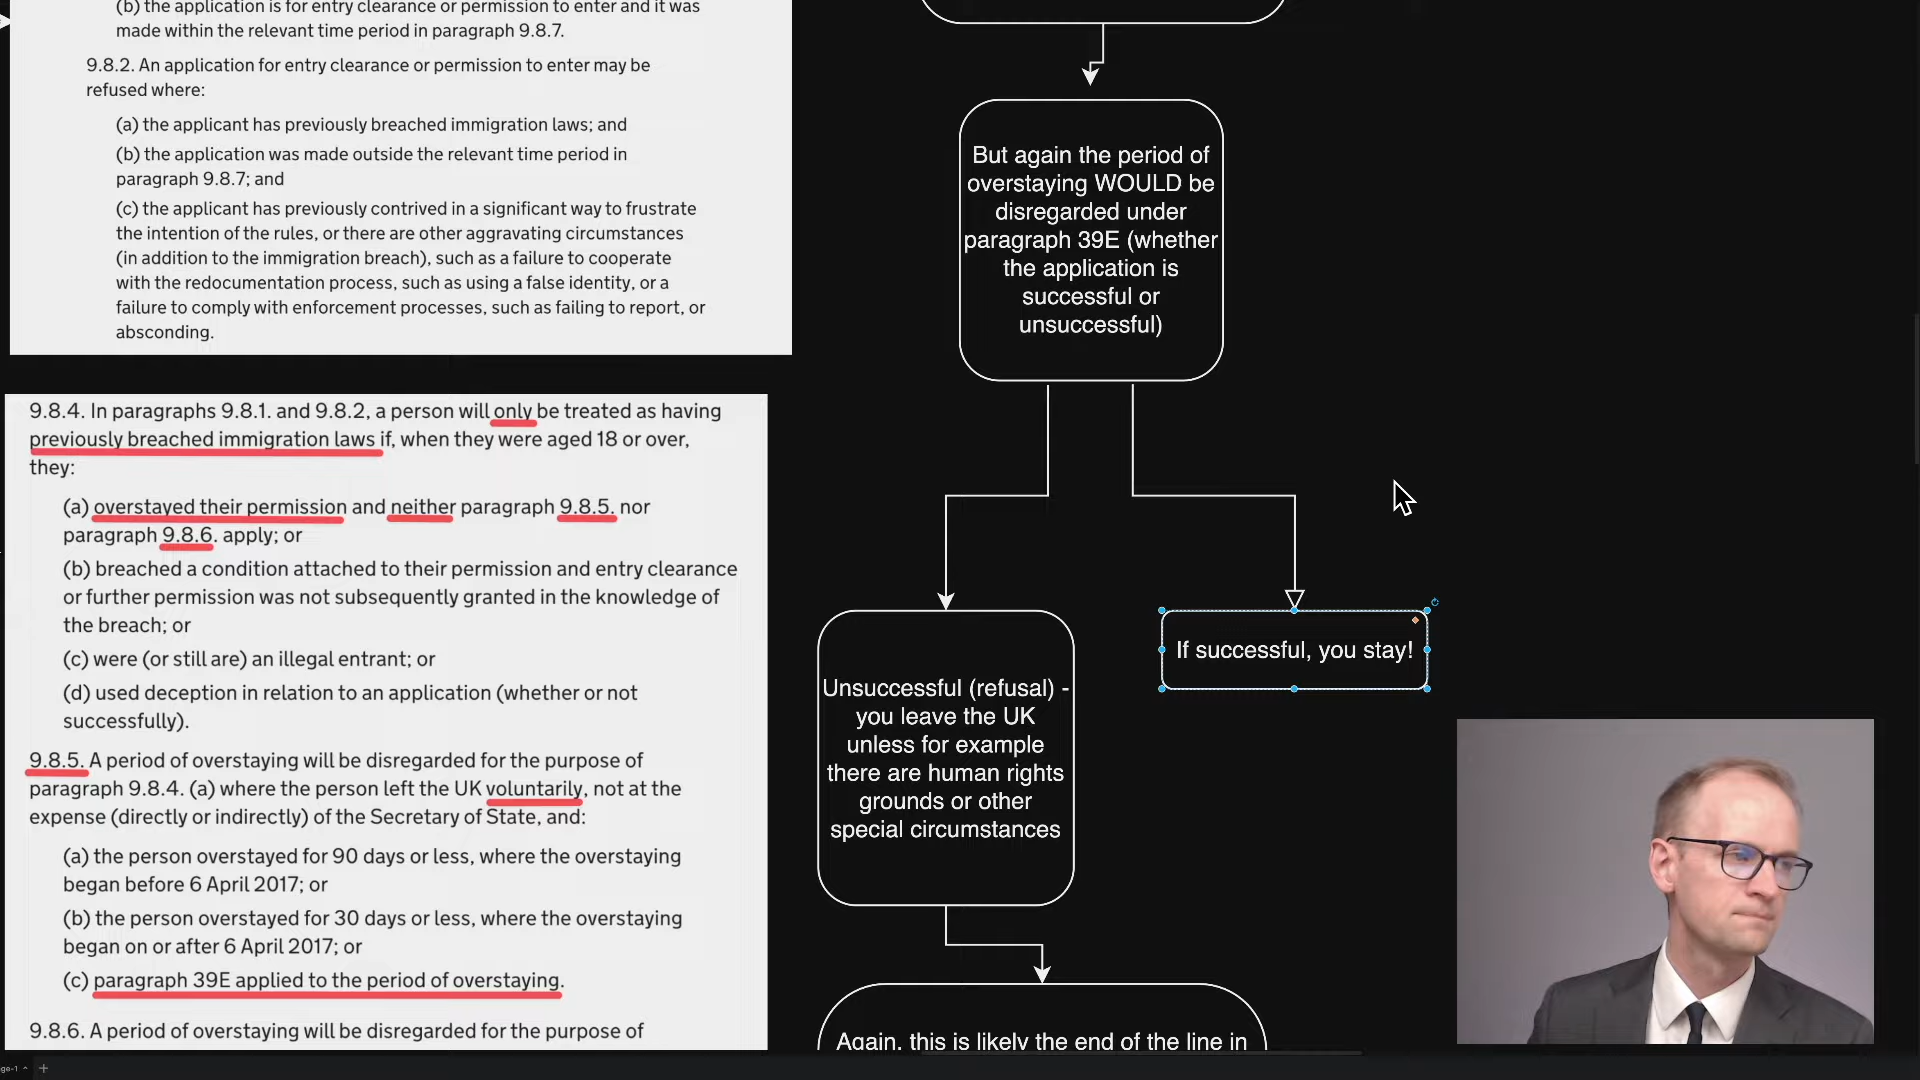 (b) the application is for entry clearance or permission to enter and it was
made within the relevant time period in paragraph 9.8.7.
9.8.2. An application for entry clearance or permission to enter may be
refused where:
(a) the applicant has previously breached immigration laws; and
(b) the application was made outside the relevant time period in
paragraph 9.8.7; and
(c) the applicant has previously contrived in a significant way to frustrate
the intention of the rules, or there are other aggravating circumstances
(in addition to the immigration breach), such as a failure to cooperate
with the redocumentation process, such as using a false identity, or a
failure to comply with enforcement processes, such as failing to report, or
absconding.
9.8.4. In paragraphs 9.8.1. and 9.8.2, a person will only be treated as having
previously breached immigration laws if, when they were aged 18 or over,
they:
(a) overstayed their permission and neither paragraph 9.8.5. nor
paragraph 9.8.6. apply; or
(b) breached a condition attached to their permission and entry clearance
or further permission was not subsequently granted in the knowledge of
the breach; or
(c) were (or still are) an illegal entrant; or
(d) used deception in relation to an application (whether or not
successfully).
9.8.5. A period of overstaying will be disregarded for the purpose of
paragraph 9.8.4. (a) where the person left the UK voluntarily, not at the
expense (directly or indirectly) of the Secretary of State, and:
(a) the person overstayed for 90 days or less, where the overstaying
began before 6 April 2017; or
(b) the person overstayed for 30 days or less, where the overstaying
began on or after 6 April 2017; or
(c) paragraph 39E applied to the period of overstaying.
9.8.6. A period of overstaying will be disregarded for the purpose of
But again the period of
overstaying WOULD be
disregarded under
paragraph 39E (whether
the application is
successful or
unsuccessful)
Unsuccessful (refusal) -
you leave the UK
unless for example
there are human rights
grounds or other
special circumstances
If successful, you stay!
Again, this is likely the end of the line in
ge-1